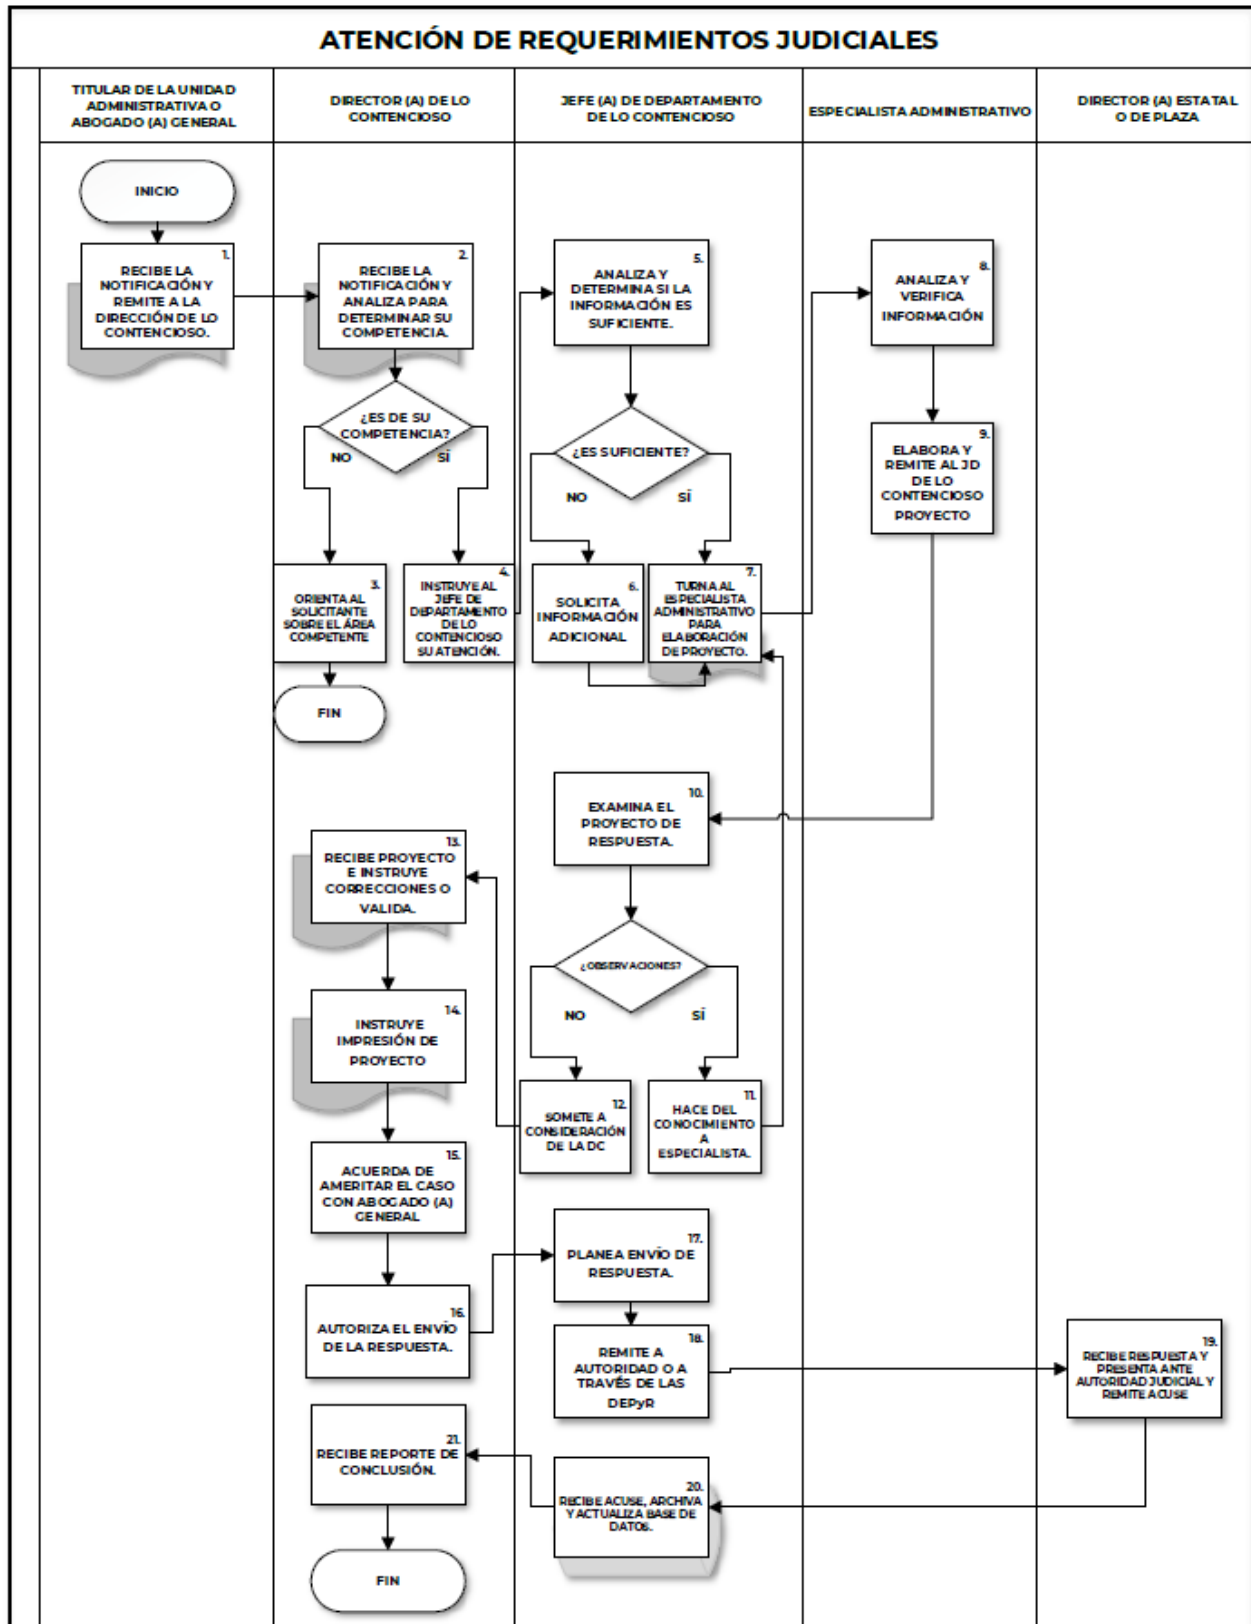 ATENCIÓN DE REQUERIMIENTOS JUDICIALES
TITULAR DE LA UNIDAD
ADMINISTRATIVA O
ABOGADO (A) GENERAL
DIRECTOR (A) DE LO
CONTENCIOSO
JEFE (A) DE DEPARTAMENTO
DE LO CONTENCIOSO
ESPECIALISTA ADMINISTRATIVO
DIRECTOR (A) ESTATAL
O DE PLAZA
INICIO
1.
RECIBE LA
NOTIFICACIÓN Y
REMITE A LA
DIRECCIÓN DE LO
CONTENCIOSO.
2.
RECIBE LA
NOTIFICACIÓN Y
ANALIZA PARA
DETERMINAR SU
COMPETENCIA.
¿ES DE SU
COMPETENCIA?
NO
SÍ
3.
ORIENTA AL
SOLICITANTE
SOBRE EL ÁREA
COMPETENTE
FIN
4.
INSTRUYE AL
JEFE DE
DEPARTAMENTO
DE LO
CONTENCIOSO
SU ATENCIÓN.
5.
ANALIZA Y
DETERMINA SI LA
INFORMACIÓN ES
SUFICIENTE.
¿ES SUFICIENTE?
NO
SÍ
6.
SOLICITA
INFORMACIÓN
ADICIONAL
7.
TURNA AL
ESPECIALISTA
ADMINISTRATIVO
PARA
ELABORACIÓN
DE PROYECTO.
8.
ANALIZA Y
VERIFICA
INFORMACIÓN
9.
ELABORA Y
REMITE AL JD
DE LO
CONTENCIOSO
PROYECTO
10.
EXAMINA EL
PROYECTO DE
RESPUESTA.
¿OBSERVACIONES?
NO
SÍ
11.
HACE DEL
CONOCIMIENTO
A
ESPECIALISTA.
12.
SOMETE A
CONSIDERACIÓN
DE LA DC
13.
RECIBE PROYECTO
E INSTRUYE
CORRECCIONES O
VALIDA.
14.
INSTRUYE
IMPRESIÓN DE
PROYECTO
15.
ACUERDA DE
AMERITAR EL CASO
CON ABOGADO (A)
GENERAL
16.
AUTORIZA EL ENVÍO
DE LA RESPUESTA.
17.
PLANEA ENVÍO DE
RESPUESTA.
18.
REMITE A
AUTORIDAD O A
TRAVÉS DE LAS
DEPyR
19.
RECIBE RESPUESTA Y
PRESENTA ANTE
AUTORIDAD JUDICIAL Y
REMITE ACUSE
20.
RECIBE ACUSE, ARCHIVA
Y ACTUALIZA BASE DE
DATOS.
21.
RECIBE REPORTE DE
CONCLUSIÓN.
FIN